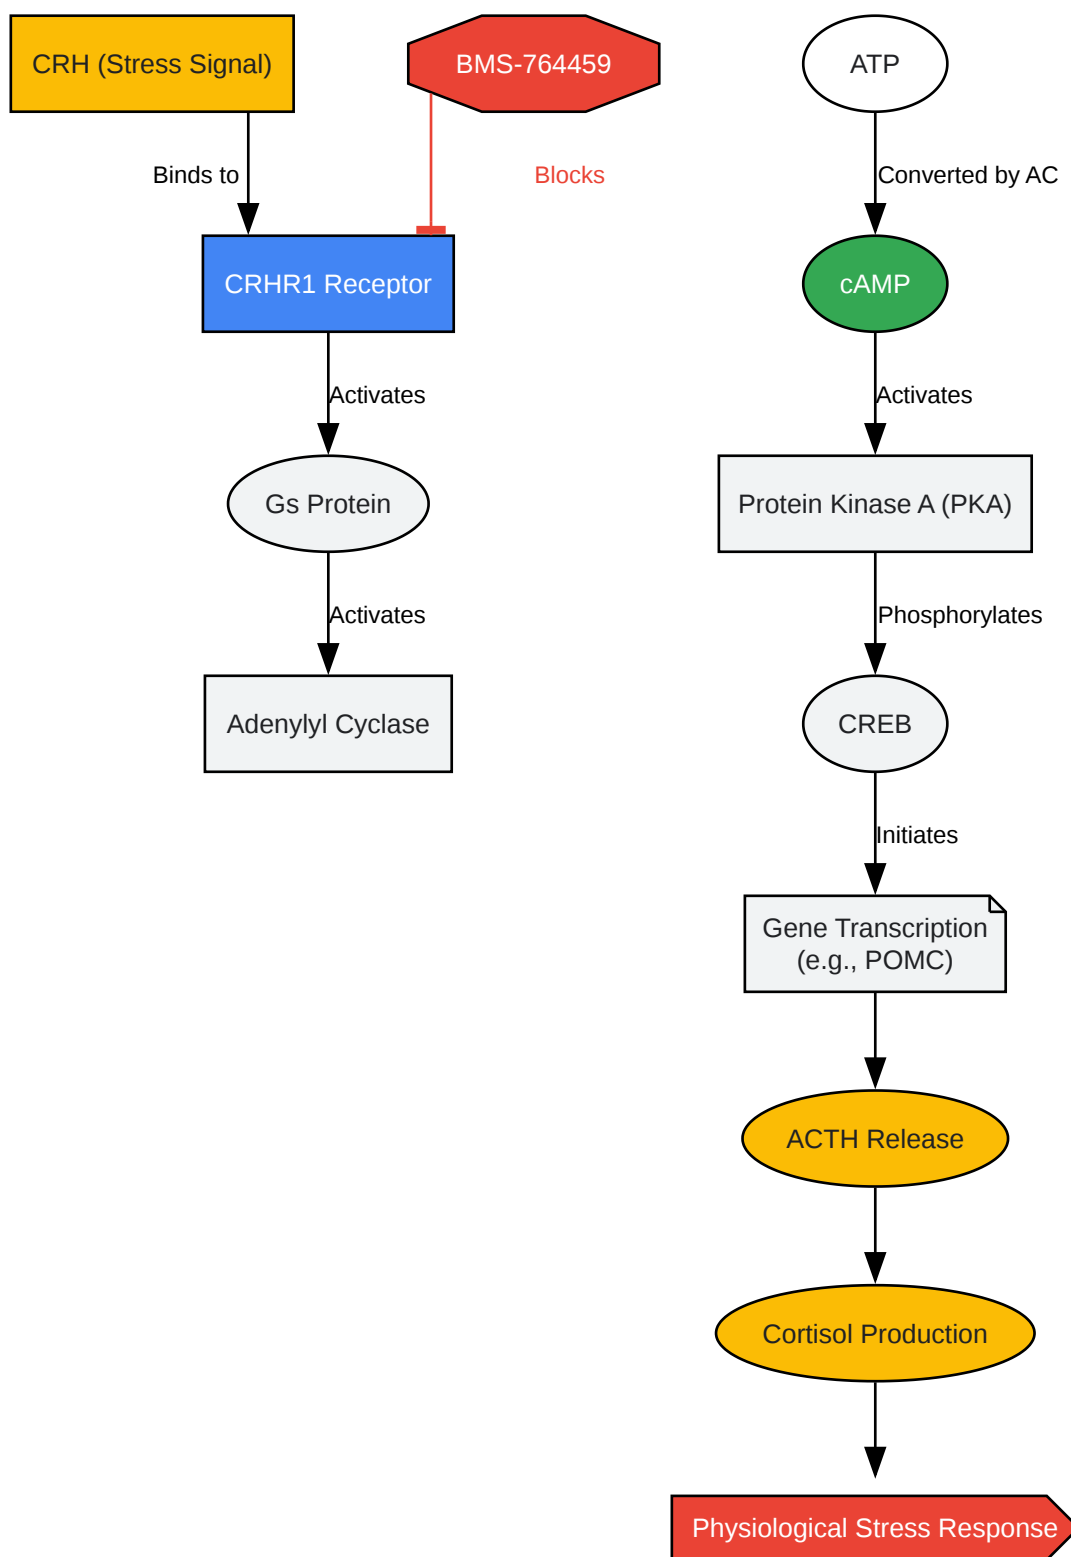 CRH (Stress Signal)
BMS-764459
ATP
Binds to
Blocks
Converted by AC
CRHR1 Receptor
cAMP
Activates
Activates
Gs Protein
Protein Kinase A (PKA)
Activates
Phosphorylates
Adenylyl Cyclase
CREB
Initiates
Gene Transcription
(e.g., POMC)
ACTH Release
Cortisol Production
Physiological Stress Response